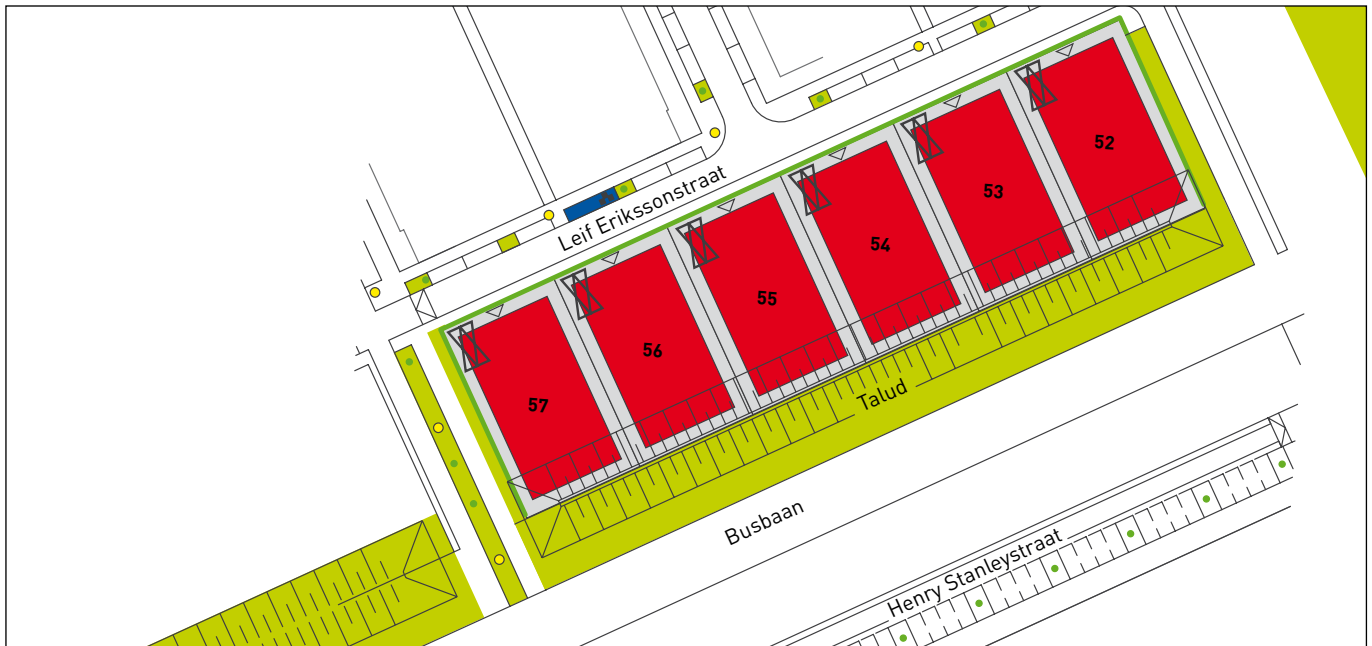 52
53
Leif Erikssonstraat
54
55
56
57
Talud
Busbaan
Henry Stanleystraat